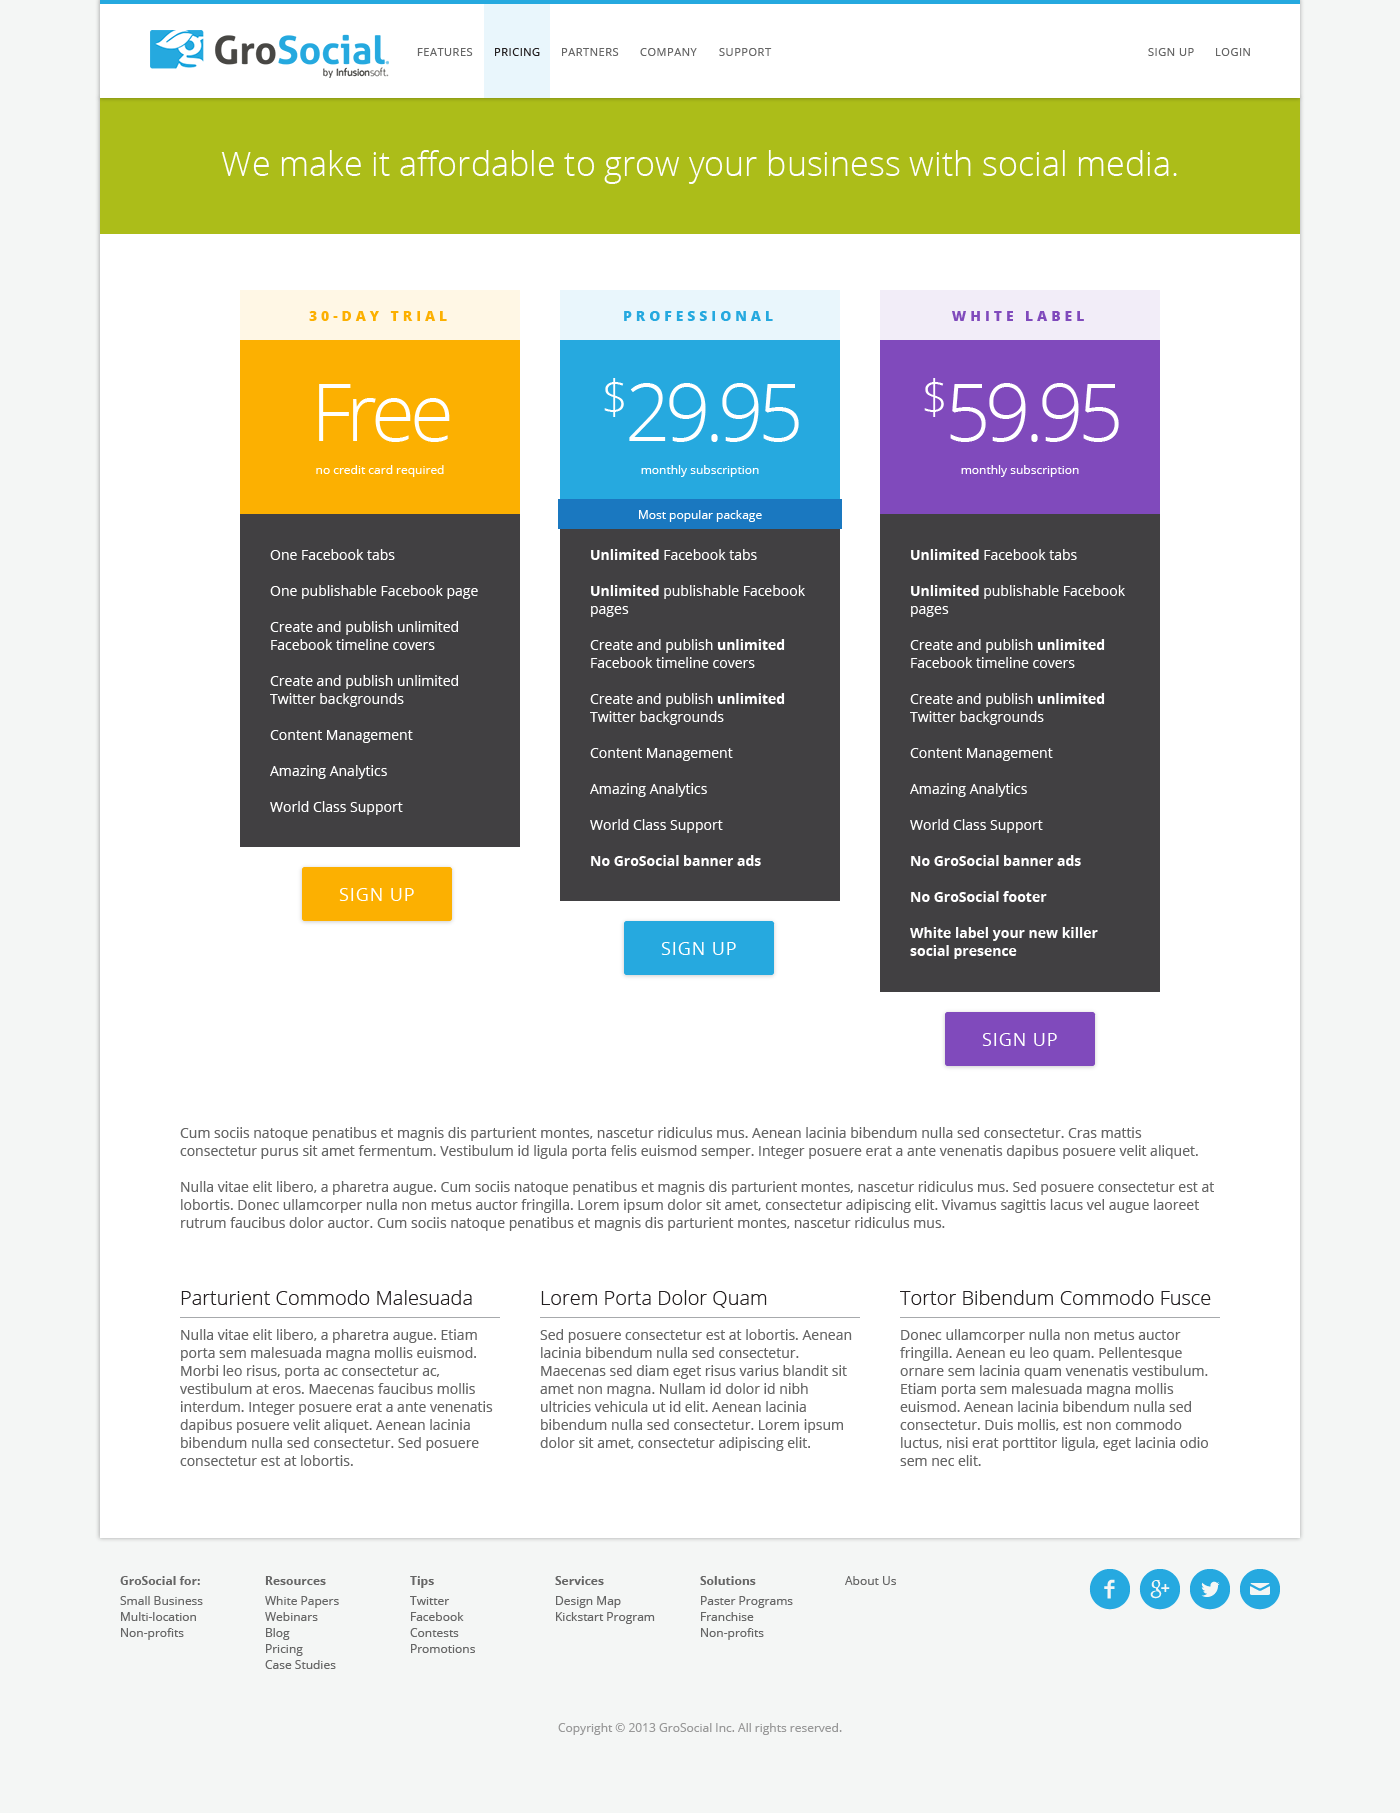 GroSocial
by Infusionsoft.
FEATURES
PRICING
PARTNERS
COMPANY
SUPPORT
SIGN UP
LOGIN
We make it affordable to grow your business with social media.
30-DAY TRIAL
Free
no credit card required
One Facebook tabs
One publishable Facebook page
Create and publish unlimited
Facebook timeline covers
Create and publish unlimited
Twitter backgrounds
Content Management
Amazing Analytics
World Class Support
SIGN UP
PROFESSIONAL
$29.95
monthly subscription
Most popular package
Unlimited Facebook tabs
Unlimited publishable Facebook
pages
Create and publish unlimited
Facebook timeline covers
Create and publish unlimited
Twitter backgrounds
Content Management
Amazing Analytics
World Class Support
No GroSocial banner ads
SIGN UP
WHITE LABEL
$59.95
monthly subscription
Unlimited Facebook tabs
Unlimited publishable Facebook
pages
Create and publish unlimited
Facebook timeline covers
Create and publish unlimited
Twitter backgrounds
Content Management
Amazing Analytics
World Class Support
No GroSocial banner ads
No GroSocial footer
White label your new killer
social presence
SIGN UP
Cum sociis natoque penatibus et magnis dis parturient montes, nascetur ridiculus mus. Aenean lacinia bibendum nulla sed consectetur. Cras mattis
consectetur purus sit amet fermentum. Vestibulum id ligula porta felis euismod semper. Integer posuere erat a ante venenatis dapibus posuere velit aliquet.
Nulla vitae elit libero, a pharetra augue. Cum sociis natoque penatibus et magnis dis parturient montes, nascetur ridiculus mus. Sed posuere consectetur est at
lobortis. Donec ullamcorper nulla non metus auctor fringilla. Lorem ipsum dolor sit amet, consectetur adipiscing elit. Vivamus sagittis lacus vel augue laoreet
rutrum faucibus dolor auctor. Cum sociis natoque penatibus et magnis dis parturient montes, nascetur ridiculus mus.
Parturient Commodo Malesuada
Nulla vitae elit libero, a pharetra augue. Etiam
porta sem malesuada magna mollis euismod.
Morbi leo risus, porta ac consectetur ac,
vestibulum at eros. Maecenas faucibus mollis
interdum. Integer posuere erat a ante venenatis
dapibus posuere velit aliquet. Aenean lacinia
bibendum nulla sed consectetur. Sed posuere
consectetur est at lobortis.
Lorem Porta Dolor Quam
Sed posuere consectetur est at lobortis. Aenean
lacinia bibendum nulla sed consectetur.
Maecenas sed diam eget risus varius blandit sit
amet non magna. Nullam id dolor id nibh
ultricies vehicula ut id elit. Aenean lacinia
bibendum nulla sed consectetur. Lorem ipsum
dolor sit amet, consectetur adipiscing elit.
Tortor Bibendum Commodo Fusce
Donec ullamcorper nulla non metus auctor
fringilla. Aenean eu leo quam. Pellentesque
ornare sem lacinia quam venenatis vestibulum.
Etiam porta sem malesuada magna mollis
euismod. Aenean lacinia bibendum nulla sed
consectetur. Duis mollis, est non commodo
luctus, nisi erat porttitor ligula, eget lacinia odio
sem nec elit.
GroSocial for:
Small Business
Multi-location
Non-profits
Resources
White Papers
Webinars
Blog
Pricing
Case Studies
Tips
Twitter
Facebook
Contests
Promotions
Services
Design Map
Kickstart Program
Solutions
Paster Programs
Franchise
Non-profits
About Us
Copyright © 2013 GroSocial Inc. All rights reserved.